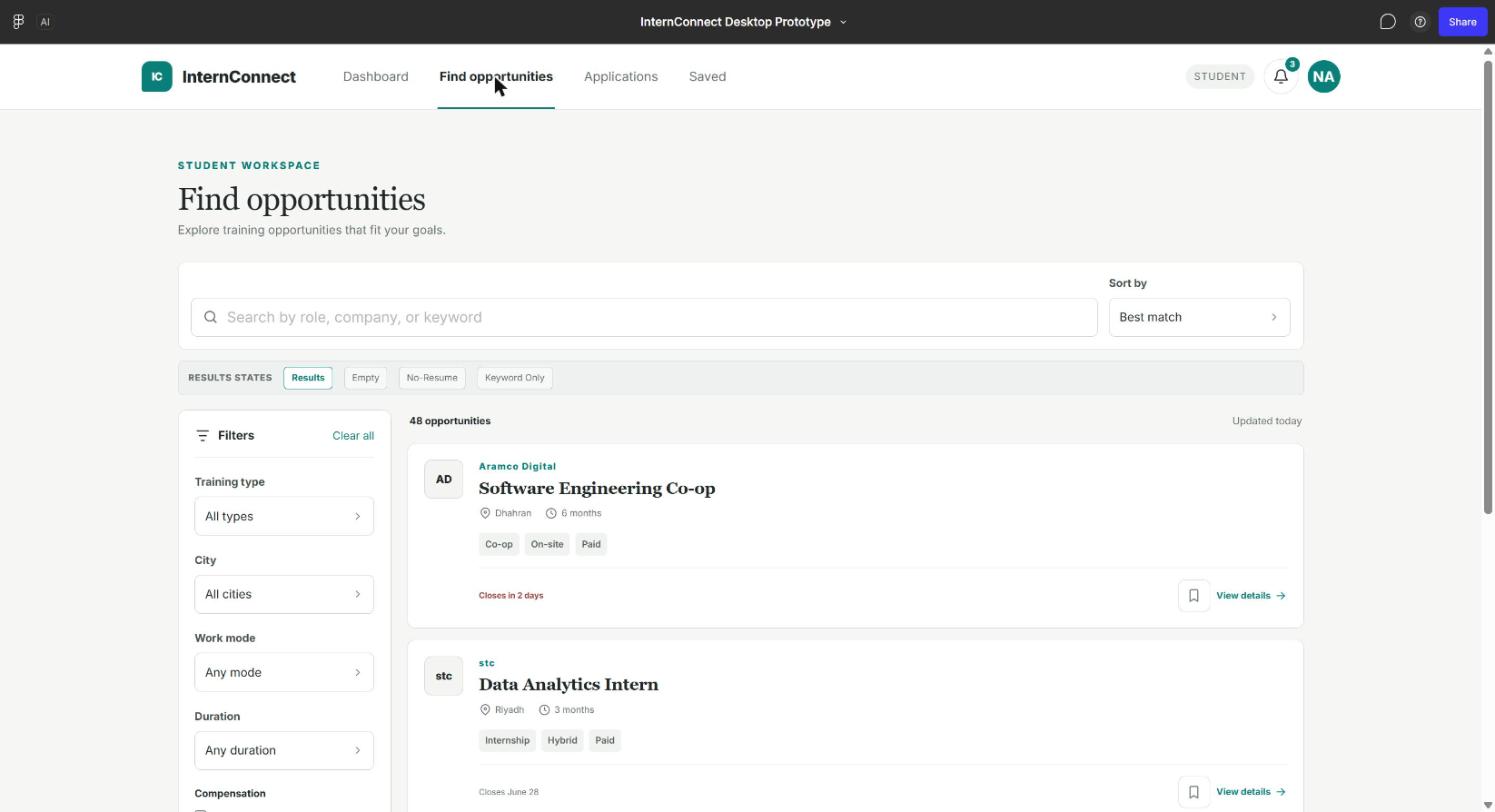 AI
InternConnect Desktop Prototype
Share
IC InternConnect
Dashboard
Find opportunities
Applications
Saved
STUDENT
3
NA
STUDENT WORKSPACE
Find opportunities
Explore training opportunities that fit your goals.
Sort by
Search by role, company, or keyword
Best match
RESULTS STATES
Results
Empty
No-Resume
Keyword Only
Filters
Clear all
Training type
All types
City
All cities
Work mode
Any mode
Duration
Any duration
Compensation
48 opportunities
Updated today
AD
Aramco Digital
Software Engineering Co-op
Dhahran
6 months
Co-op
On-site
Paid
Closes in 2 days
View details
stc
stc
Data Analytics Intern
Riyadh
3 months
Internship
Hybrid
Paid
Closes June 28
View details